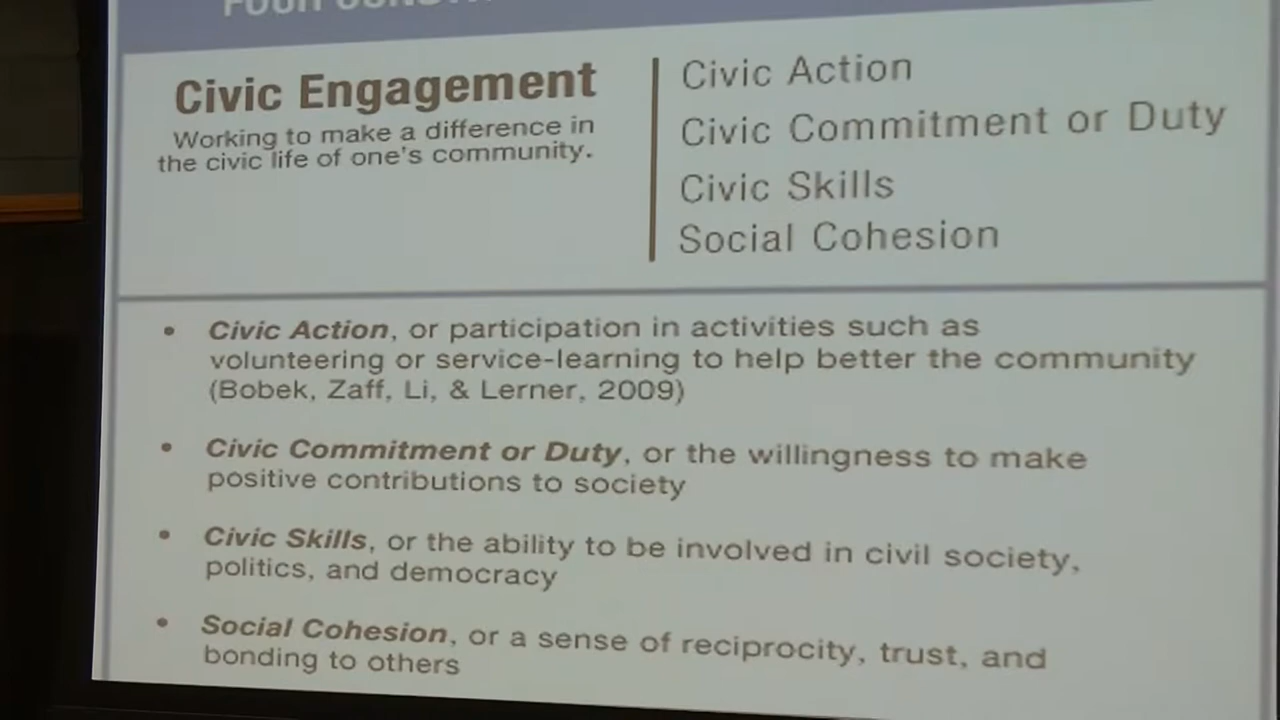 FOUR
Civic Engagement
Working to make a difference in
the civic life of one's community.
Civic Action
Civic Commitment or Duty
Civic Skills
Social Cohesion
• Civic Action, or participation in activities such as
volunteering or service-learning to help better the community
(Bobek, Zaff, Li, & Lerner, 2009)
• Civic Commitment or Duty, or the willingness to make
positive contributions to society
• Civic Skills, or the ability to be involved in civil society,
politics, and democracy
• Social Cohesion, or a sense of reciprocity, trust, and
bonding to others